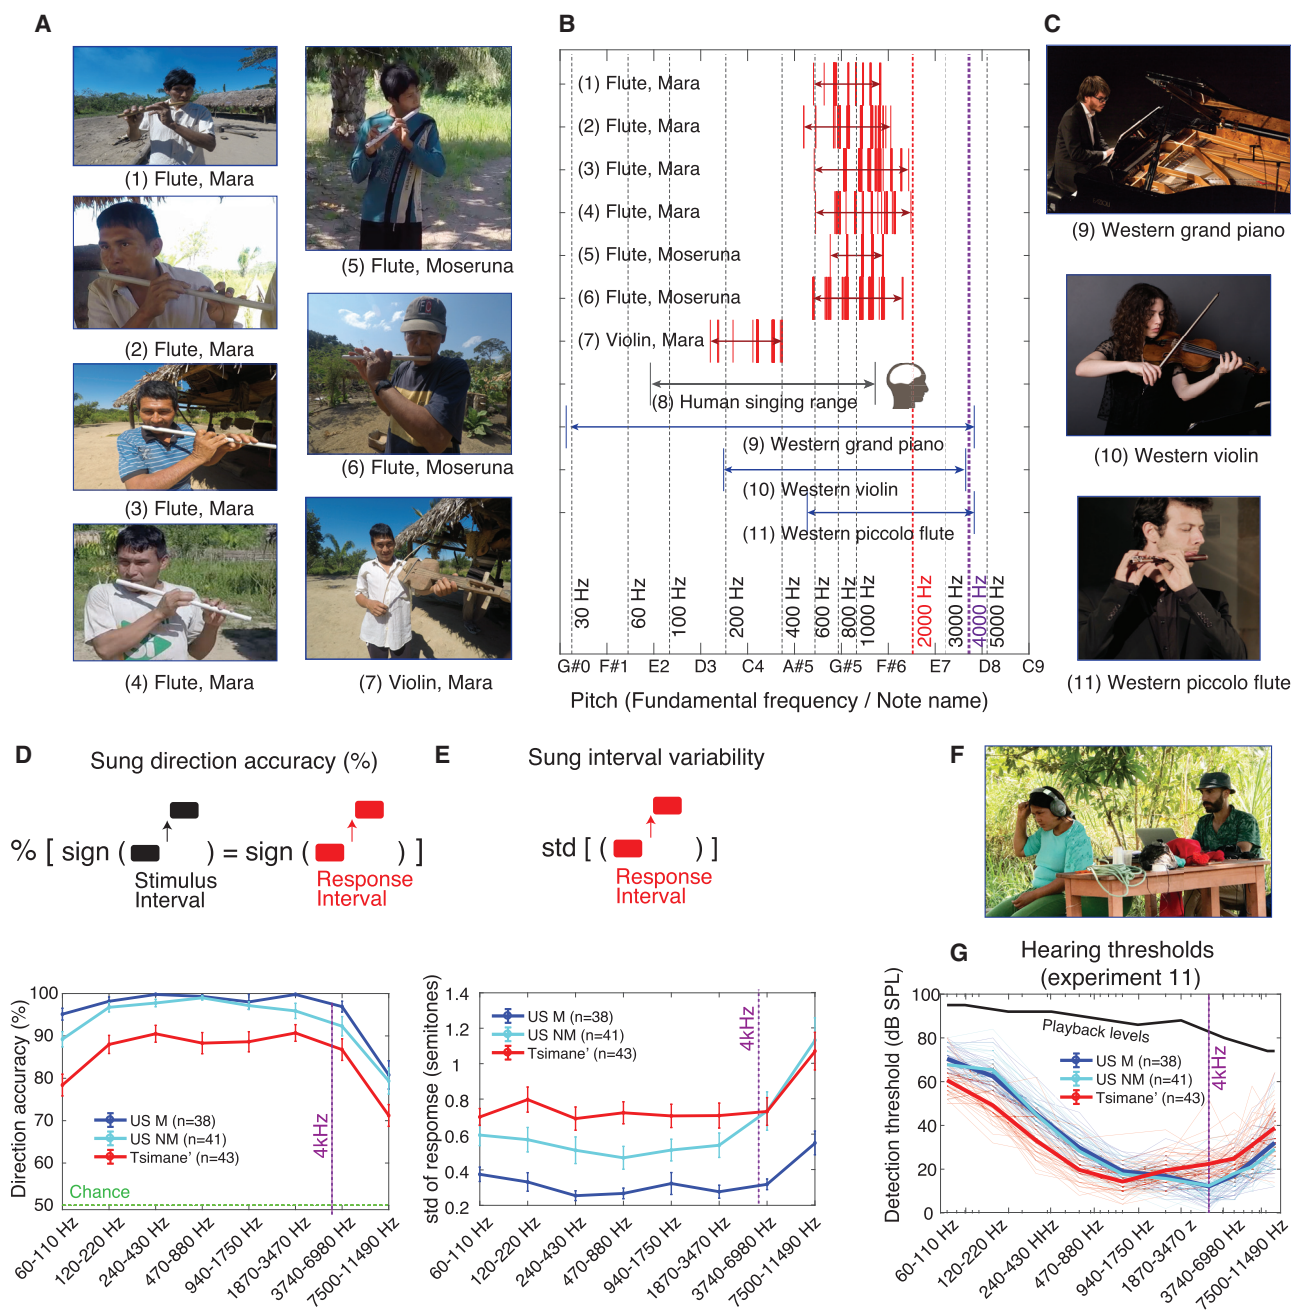 A
(1) Flute, Mara
(2) Flute, Mara
(3) Flute, Mara
(4) Flute, Mara
(5) Flute, Moseruna
(6) Flute, Moseruna
(7) Violin, Mara
B
(1) Flute, Mara
(2) Flute, Mara
(3) Flute, Mara
(4) Flute, Mara
(5) Flute, Moseruna
(6) Flute, Moseruna
(7) Violin, Mara
(8) Human singing range
(9) Western grand piano
(10) Western violin
(11) Western piccolo flute
30 Hz
60 Hz
100 Hz
200 Hz
400 Hz
600 Hz
800 Hz
1000 Hz
2000 Hz
3000 Hz
4000 Hz
5000 Hz
G#0 F#1 E2 D3 C4 A#5 G#5 F#6 E7 D8 C9
Pitch (Fundamental frequency / Note name)
C
(9) Western grand piano
(10) Western violin
(11) Western piccolo flute
D
Sung direction accuracy (%)
% [ sign ( ) = sign ( ) ]
Stimulus
Interval
Response
Interval
Direction accuracy (%)
100
90
80
70
60
50
US M (n=38)
US NM (n=41)
Tsimane’ (n=43)
4kHz
Chance
60-110 Hz
120-220 Hz
240-430 Hz
470-880 Hz
940-1750 Hz
1870-3470 Hz
3740-6980 Hz
7500-11490 Hz
E
Sung interval variability
std [ ( ) ]
Response
Interval
std of respomse (semitones)
1.4
1.2
1
0.8
0.6
0.4
0.2
US M (n=38)
US NM (n=41)
Tsimane’ (n=43)
4kHz
60-110 Hz
120-220 Hz
240-430 Hz
470-880 Hz
940-1750 Hz
1870-3470 Hz
3740-6980 Hz
7500-11490 Hz
F
G
Hearing thresholds
(experiment 11)
Detection threshold (dB SPL)
100
80
60
40
20
0
Playback levels
US M (n=38)
US NM (n=41)
Tsimane’ (n=43)
4kHz
60-110 Hz
120-220 Hz
240-430 HHz
470-880 Hz
940-1750 Hz
1870-3470 z
3740-6980 Hz
7500-11490 Hz